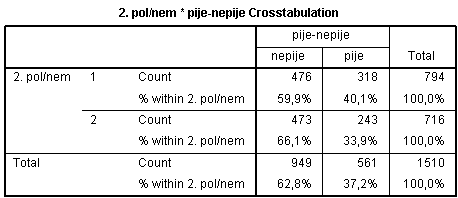 2. pol/nem * pije-nepije Crosstabulation
pije-nepije
nepije pije Total
2. pol/nem 1 Count 476 318 794
% within 2. pol/nem 59,9% 40,1% 100,0%
2 Count 473 243 716
% within 2. pol/nem 66,1% 33,9% 100,0%
Total Count 949 561 1510
% within 2. pol/nem 62,8% 37,2% 100,0%